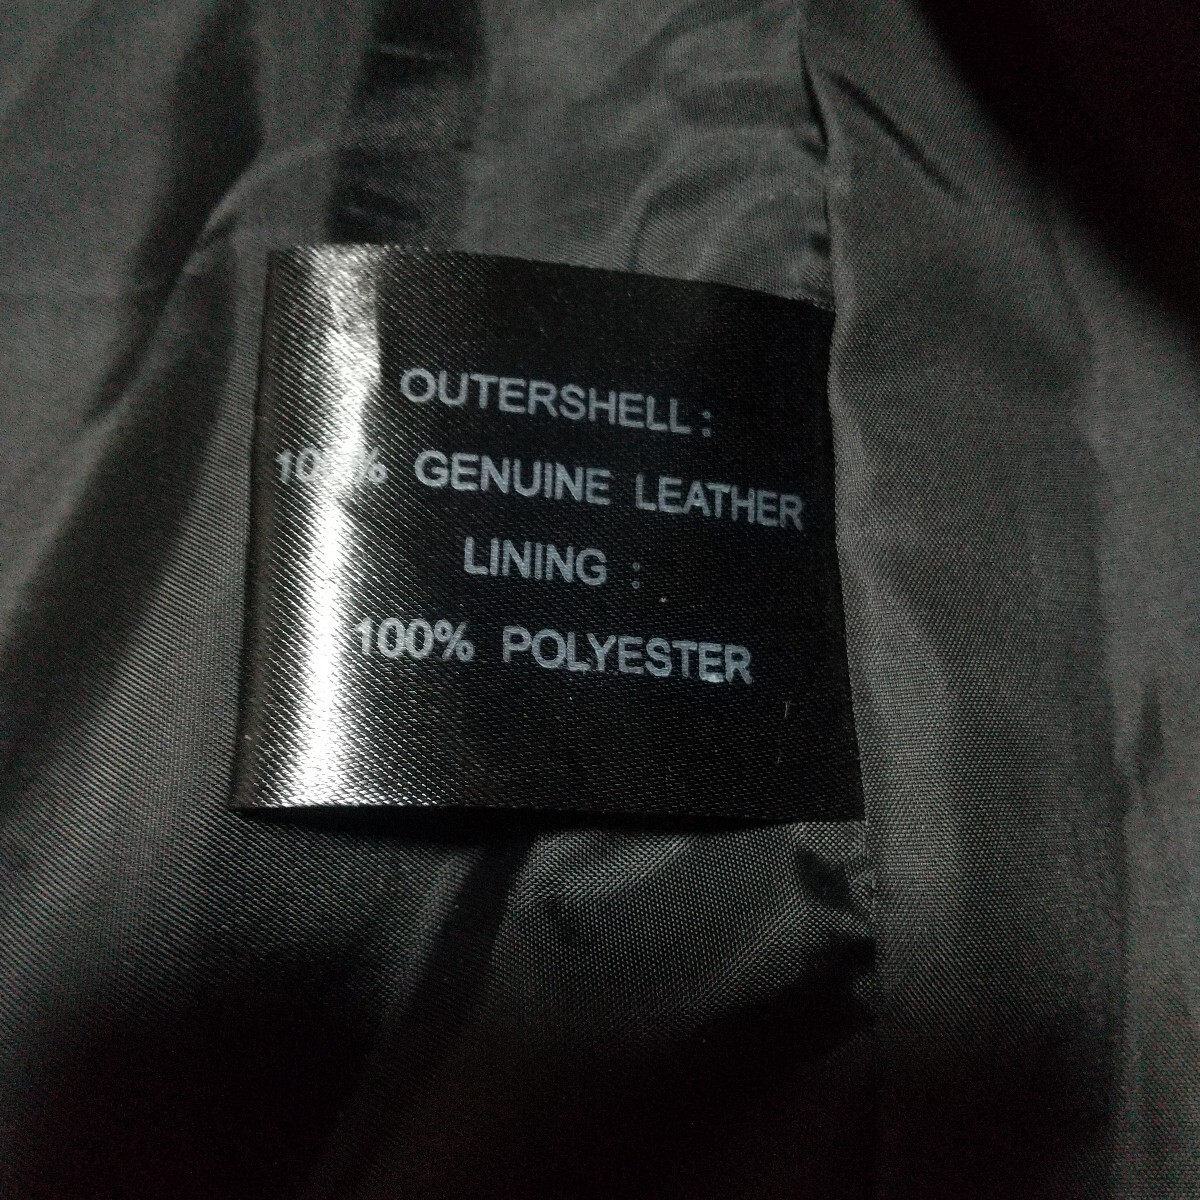 OUTERSHELL :
100% GENUINE LEATHER
LINING :
100% POLYESTER